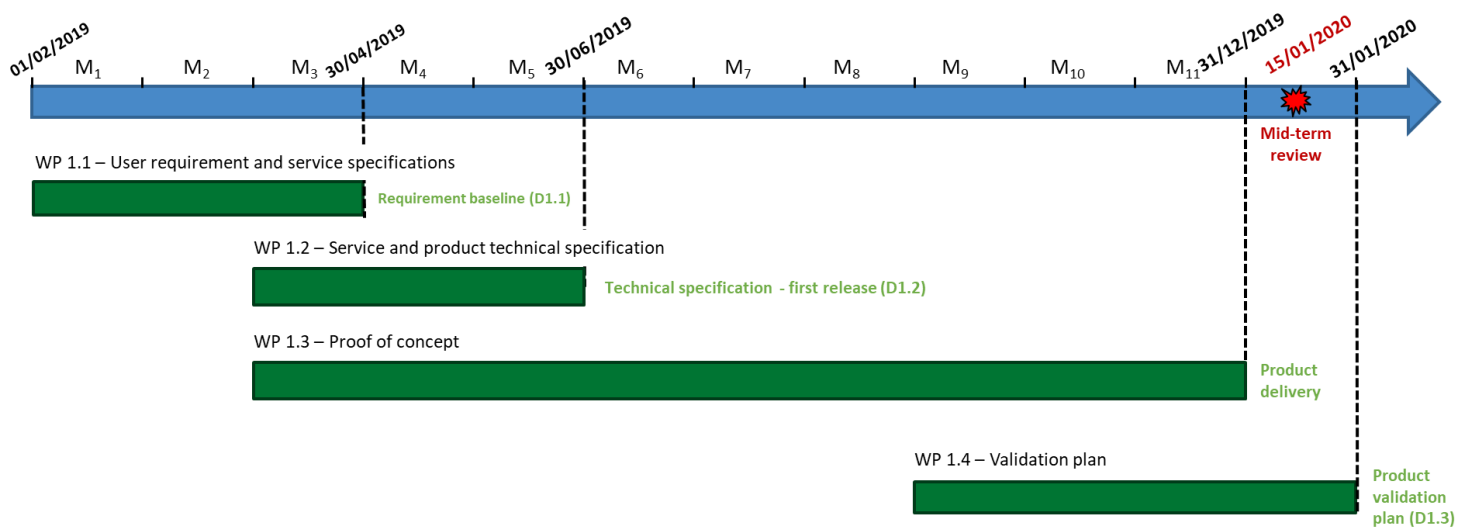 01/02/2019
30/04/2019
30/06/2019
31/12/2019
15/01/2020
31/01/2020
M1
M2
M3
M4
M5
M6
M7
M8
M9
M10
M11
Mid-term
review
WP 1.1 – User requirement and service specifications
Requirement baseline (D1.1)
WP 1.2 – Service and product technical specification
Technical specification - first release (D1.2)
WP 1.3 – Proof of concept
Product
delivery
WP 1.4 – Validation plan
Product
validation
plan (D1.3)